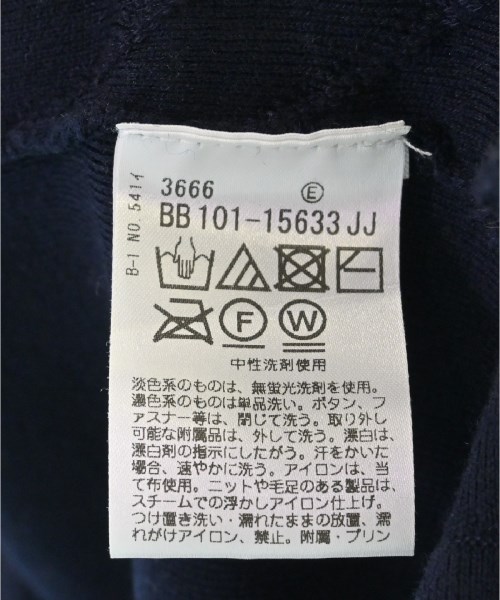 3666 Ⓔ
BB 101-15633 JJ
B-1 NO. 5414
F W
中性洗剤使用
淡色系のものは、無蛍光洗剤を使用。
濃色系のものは単品洗い。ボタン、フ
ァスナー等は、閉じて洗う。取り外し
可能な附属品は、外して洗う。漂白は、
漂白剤の指示にしたがう。汗をかいた
場合、速やかに洗う。アイロンは、当
て布使用。ニットや毛足のある製品は、
スチームでの浮かしアイロン仕上げ。
つけ置き洗い・濡れたままの放置、濡
れがけアイロン、禁止。附属・プリン